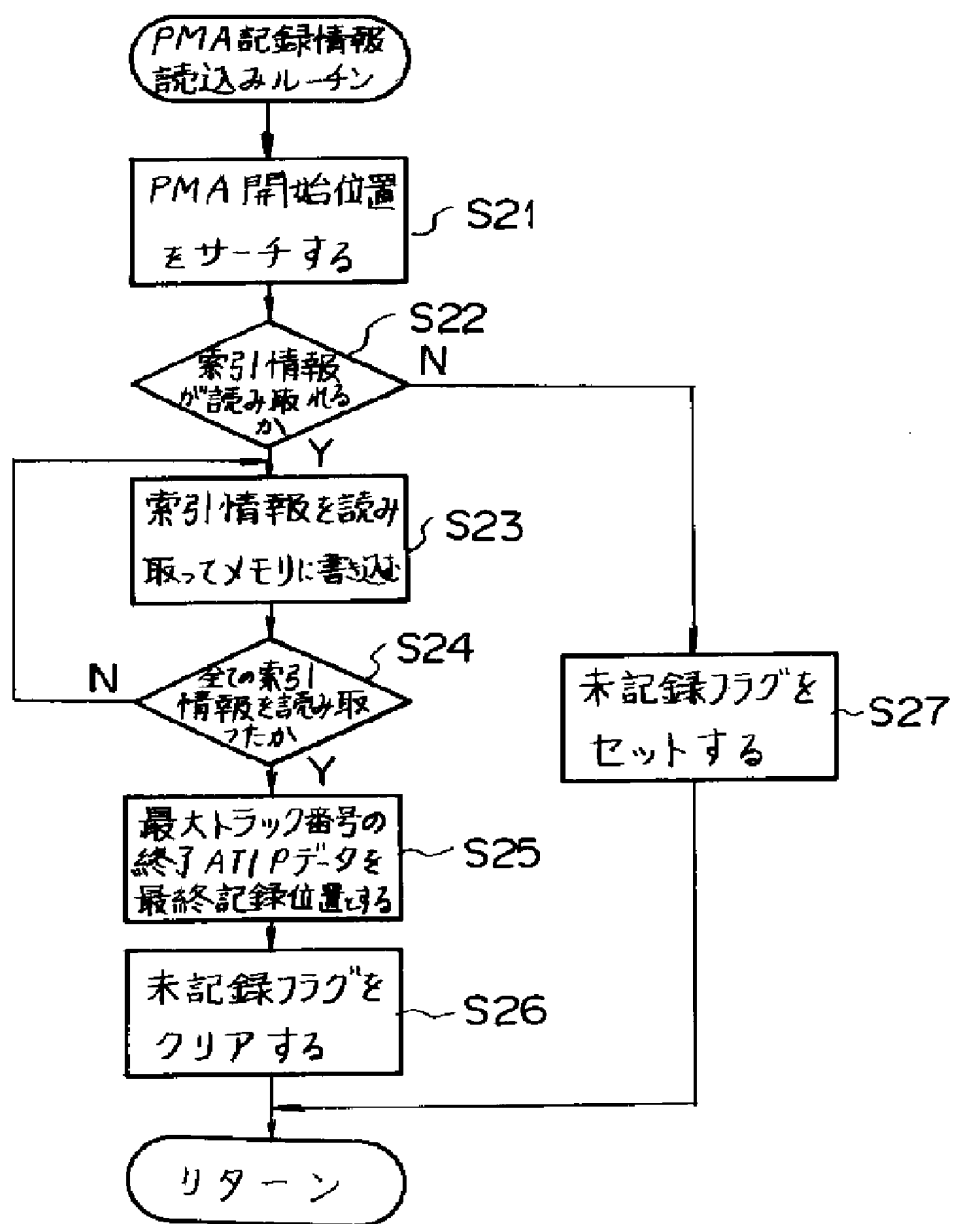 PMA記録情報
読込みルーチン
PMA開始位置
をサーチする
S21
S22
索引情報
が読み取れる
か
N
Y
索引情報を読み
取ってメモリに書き込む
S23
S24
全ての索引
情報を読み取
ったか
N
Y
未記録フラグを
セットする
S27
最大トラック番号の
終了ATIPデータを
最終記録位置とする
S25
未記録フラグを
クリアする
S26
リターン